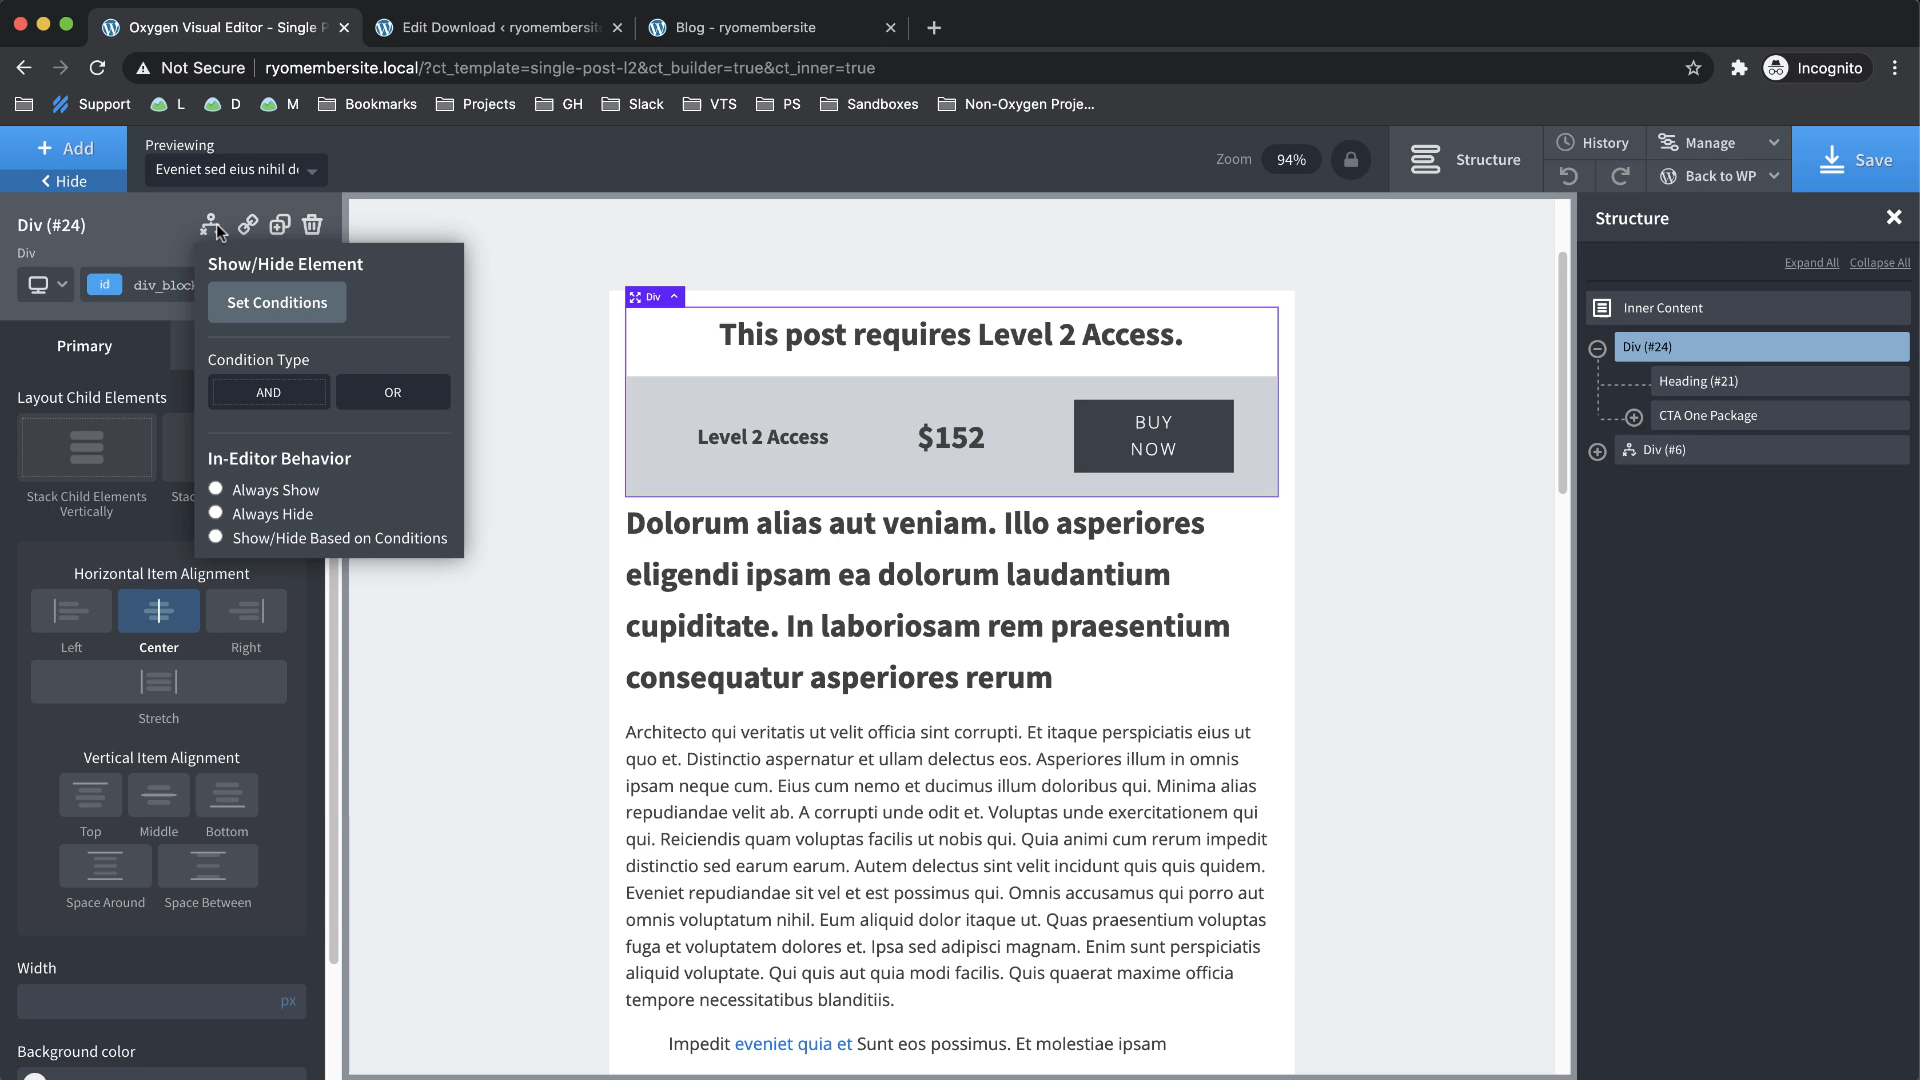 Oxygen Visual Editor - Single P
Edit Download ‹ ryomembersit
Blog - ryomembersite
Not Secure
ryomembersite.local/?ct_template=single-post-l2&ct_builder=true&ct_inner=true
Incognito
Support
L
D
M
Bookmarks
Projects
GH
Slack
VTS
PS
Sandboxes
Non-Oxygen Proje...
+ Add
Hide
Previewing
Eveniet sed eius nihil d
Zoom
94%
Structure
History
Manage
Back to WP
Save
Div (#24)
Div
id
div_bloc
Primary
Layout Child Elements
Stack Child Elements
Vertically
Stac
Show/Hide Element
Set Conditions
Condition Type
AND
OR
In-Editor Behavior
Always Show
Always Hide
Show/Hide Based on Conditions
Horizontal Item Alignment
Left
Center
Right
Stretch
Vertical Item Alignment
Top
Middle
Bottom
Space Around
Space Between
Width
px
Background color
Div
This post requires Level 2 Access.
Level 2 Access
$152
BUY
NOW
Dolorum alias aut veniam. Illo asperiores
eligendi ipsam ea dolorum laudantium
cupiditate. In laboriosam rem praesentium
consequatur asperiores rerum
Architecto qui veritatis ut velit officia sint corrupti. Et itaque perspiciatis eius ut
quo et. Distinctio aspernatur et ullam delectus eos. Asperiores illum in omnis
ipsam neque cum. Eius cum nemo et ducimus illum doloribus qui. Minima alias
repudiandae velit ab. A corrupti unde odit et. Voluptas unde exercitationem qui
qui. Reiciendis quam voluptas facilis ut nobis qui. Quia animi cum rerum impedit
distinctio sed earum earum. Autem delectus sint velit incidunt quis quis quidem.
Eveniet repudiandae sit vel et est possimus qui. Omnis accusamus qui porro aut
omnis voluptatum nihil. Eum aliquid dolor itaque ut. Quas praesentium voluptas
fuga et voluptatem dolores et. Ipsa sed adipisci magnam. Enim sunt perspiciatis
aliquid voluptate. Qui quis aut quia modi facilis. Quis quaerat maxime officia
tempore necessitatibus blanditiis.
Impedit eveniet quia et Sunt eos possimus. Et molestiae ipsam
Structure
Expand All
Collapse All
Inner Content
Div (#24)
Heading (#21)
CTA One Package
Div (#6)